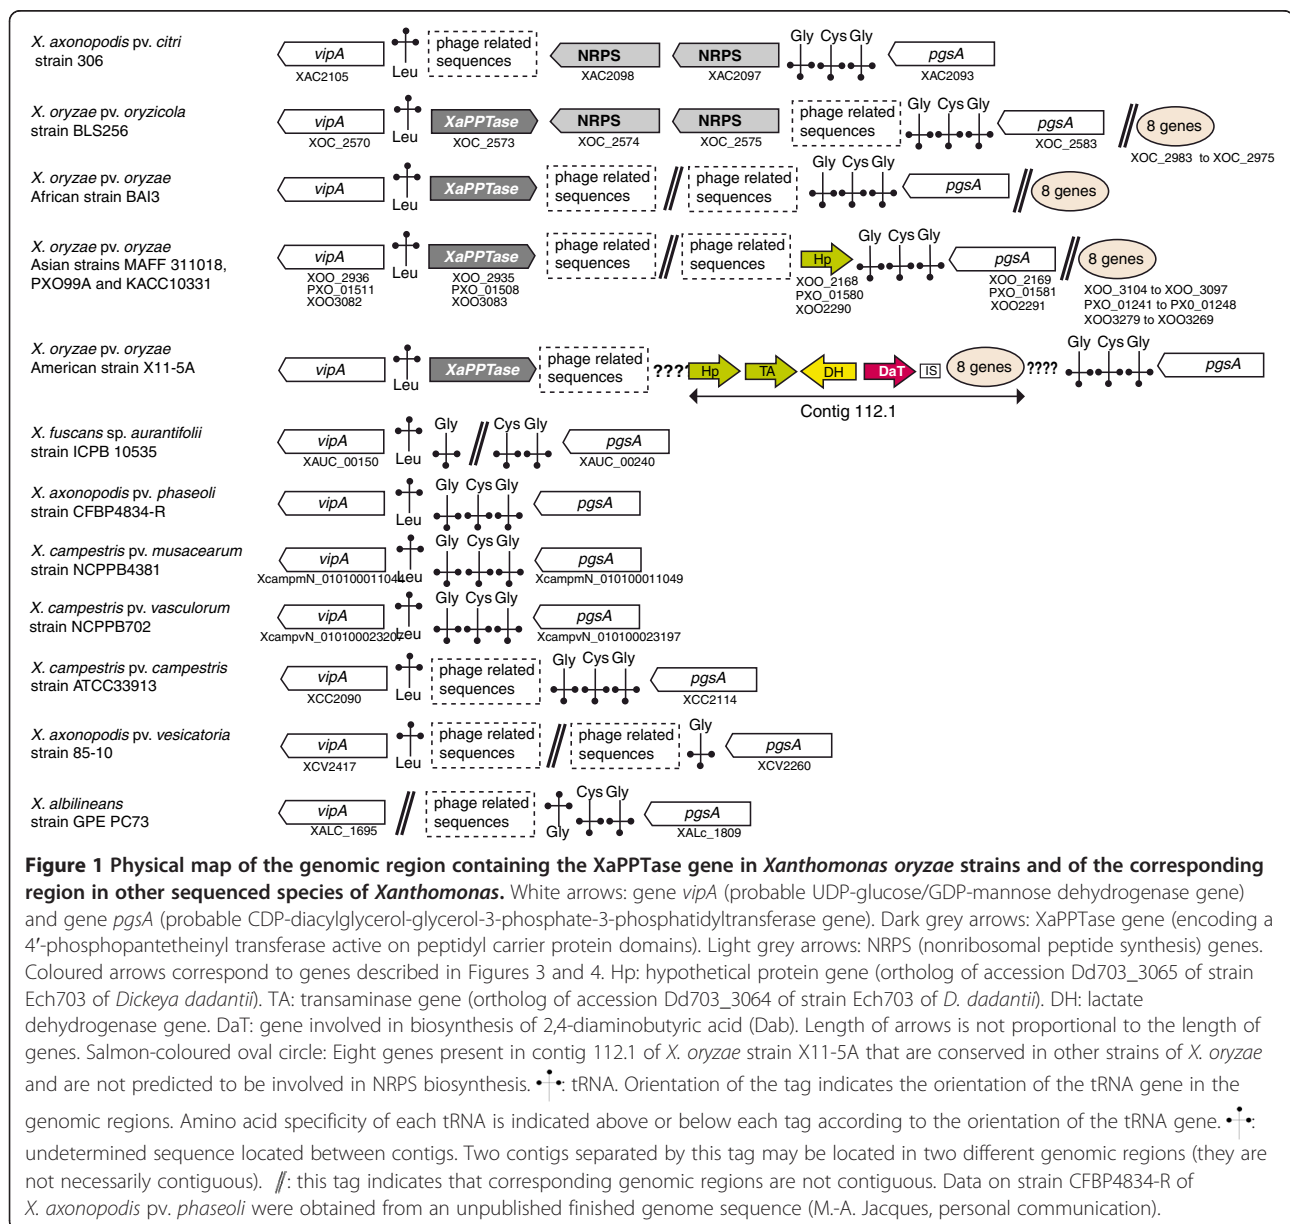 X. axonopodis pv. citri
strain 306
vipA
XAC2105
Leu
phage related
sequences
NRPS
XAC2098
NRPS
XAC2097
Gly Cys Gly
pgsA
XAC2093
X. oryzae pv. oryzicola
strain BLS256
vipA
XOC_2570
Leu
XaPPTase
XOC_2573
NRPS
XOC_2574
NRPS
XOC_2575
phage related
sequences
Gly Cys Gly
pgsA
XOC_2583
8 genes
XOC_2983 to XOC_2975
X. oryzae pv. oryzae
African strain BAI3
vipA
Leu
XaPPTase
phage related
sequences
phage related
sequences
Gly Cys Gly
pgsA
8 genes
X. oryzae pv. oryzae
Asian strains MAFF 311018,
PXO99A and KACC10331
vipA
XOO_2936
PXO_01511
XOO3082
Leu
XaPPTase
XOO_2935
PXO_01508
XOO3083
phage related
sequences
phage related
sequences
Hp
XOO_2168
PXO_01580
XOO2290
Gly Cys Gly
pgsA
XOO_2169
PXO_01581
XOO2291
8 genes
XOO_3104 to XOO_3097
PXO_01241 to PX0_01248
XOO3279 to XOO3269
X. oryzae pv. oryzae
American strain X11-5A
vipA
Leu
XaPPTase
phage related
sequences
????
Hp
TA
DH
DaT
IS
8 genes
????
Gly Cys Gly
pgsA
Contig 112.1
X. fuscans sp. aurantifolii
strain ICPB 10535
vipA
XAUC_00150
Leu
Gly
Cys Gly
pgsA
XAUC_00240
X. axonopodis pv. phaseoli
strain CFBP4834-R
vipA
Leu
Gly Cys Gly
pgsA
X. campestris pv. musacearum
strain NCPPB4381
vipA
XcampmN_010100011044
Leu
Gly Cys Gly
pgsA
XcampmN_010100011049
X. campestris pv. vasculorum
strain NCPPB702
vipA
XcampvN_010100023207
Leu
Gly Cys Gly
pgsA
XcampvN_010100023197
X. campestris pv. campestris
strain ATCC33913
vipA
XCC2090
Leu
phage related
sequences
Gly Cys Gly
pgsA
XCC2114
X. axonopodis pv. vesicatoria
strain 85-10
vipA
XCV2417
Leu
phage related
sequences
phage related
sequences
Gly
pgsA
XCV2260
X. albilineans
strain GPE PC73
vipA
XALC_1695
phage related
sequences
Gly
Cys Gly
pgsA
XALc_1809
Figure 1 Physical map of the genomic region containing the XaPPTase gene in Xanthomonas oryzae strains and of the corresponding
region in other sequenced species of Xanthomonas. White arrows: gene vipA (probable UDP-glucose/GDP-mannose dehydrogenase gene)
and gene pgsA (probable CDP-diacylglycerol-glycerol-3-phosphate-3-phosphatidyltransferase gene). Dark grey arrows: XaPPTase gene (encoding a
4′-phosphopantetheinyl transferase active on peptidyl carrier protein domains). Light grey arrows: NRPS (nonribosomal peptide synthesis) genes.
Coloured arrows correspond to genes described in Figures 3 and 4. Hp: hypothetical protein gene (ortholog of accession Dd703_3065 of strain
Ech703 of Dickeya dadantii). TA: transaminase gene (ortholog of accession Dd703_3064 of strain Ech703 of D. dadantii). DH: lactate
dehydrogenase gene. DaT: gene involved in biosynthesis of 2,4-diaminobutyric acid (Dab). Length of arrows is not proportional to the length of
genes. Salmon-coloured oval circle: Eight genes present in contig 112.1 of X. oryzae strain X11-5A that are conserved in other strains of X. oryzae
and are not predicted to be involved in NRPS biosynthesis. : tRNA. Orientation of the tag indicates the orientation of the tRNA gene in the
genomic regions. Amino acid specificity of each tRNA is indicated above or below each tag according to the orientation of the tRNA gene. :
undetermined sequence located between contigs. Two contigs separated by this tag may be located in two different genomic regions (they are
not necessarily contiguous). //: this tag indicates that corresponding genomic regions are not contiguous. Data on strain CFBP4834-R of
X. axonopodis pv. phaseoli were obtained from an unpublished finished genome sequence (M.-A. Jacques, personal communication).